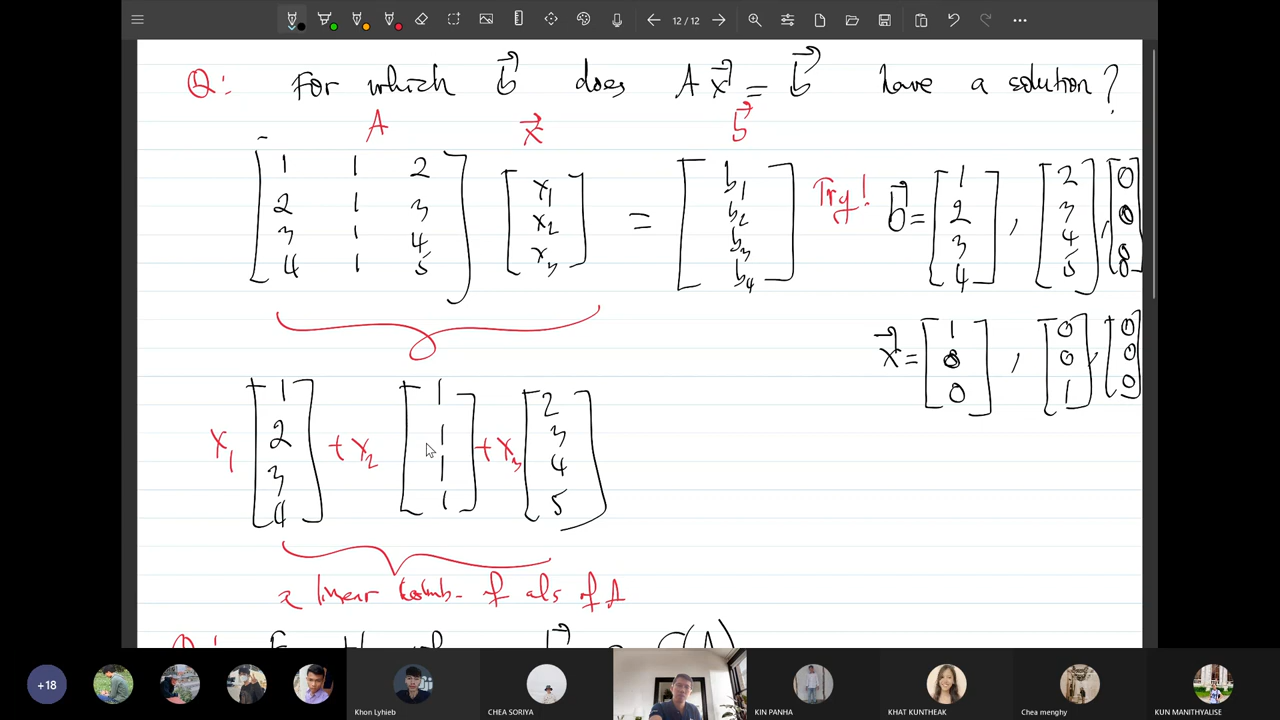 12 / 12
Q: For which b⃗ does A x⃗ = b⃗ have a solution?
A x⃗ b⃗
[1 1 2; 2 1 3; 3 1 4; 4 1 5] [x1; x2; x3] = [b1; b2; b3; b4] Try! b⃗ = [1; 2; 3; 4], [2; 3; 4; 5], [0; 0; 0; 0]
x⃗ = [1; 0; 0], [0; 0; 1], [0; 0; 0]
x1 [1; 2; 3; 4] + x2 [1; 1; 1; 1] + x3 [2; 3; 4; 5]
a linear comb. of cols of A
b⃗ C(A)
+18
Khon Lyhieb
CHEA SORIYA
KIN PANHA
KHAT KUNTHEAK
Chea menghy
KUN MANITHYALISE